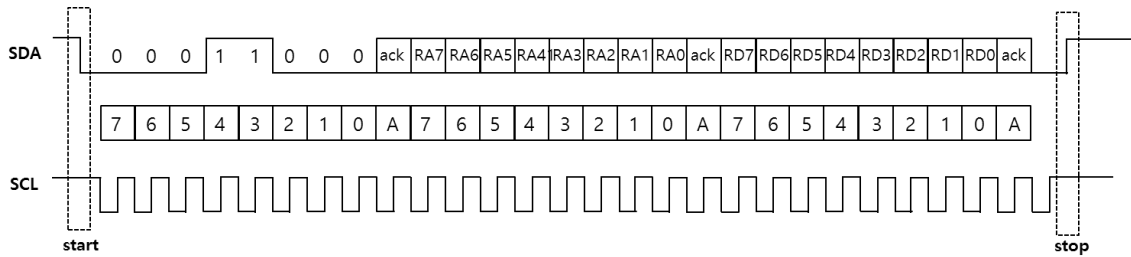 SDA 0 0 0 1 1 0 0 0 ack RA7 RA6 RA5 RA41 RA3 RA2 RA1 RA0 ack RD7 RD6 RD5 RD4 RD3 RD2 RD1 RD0 ack
7 6 5 4 3 2 1 0 A 7 6 5 4 3 2 1 0 A 7 6 5 4 3 2 1 0 A
SCL
start stop